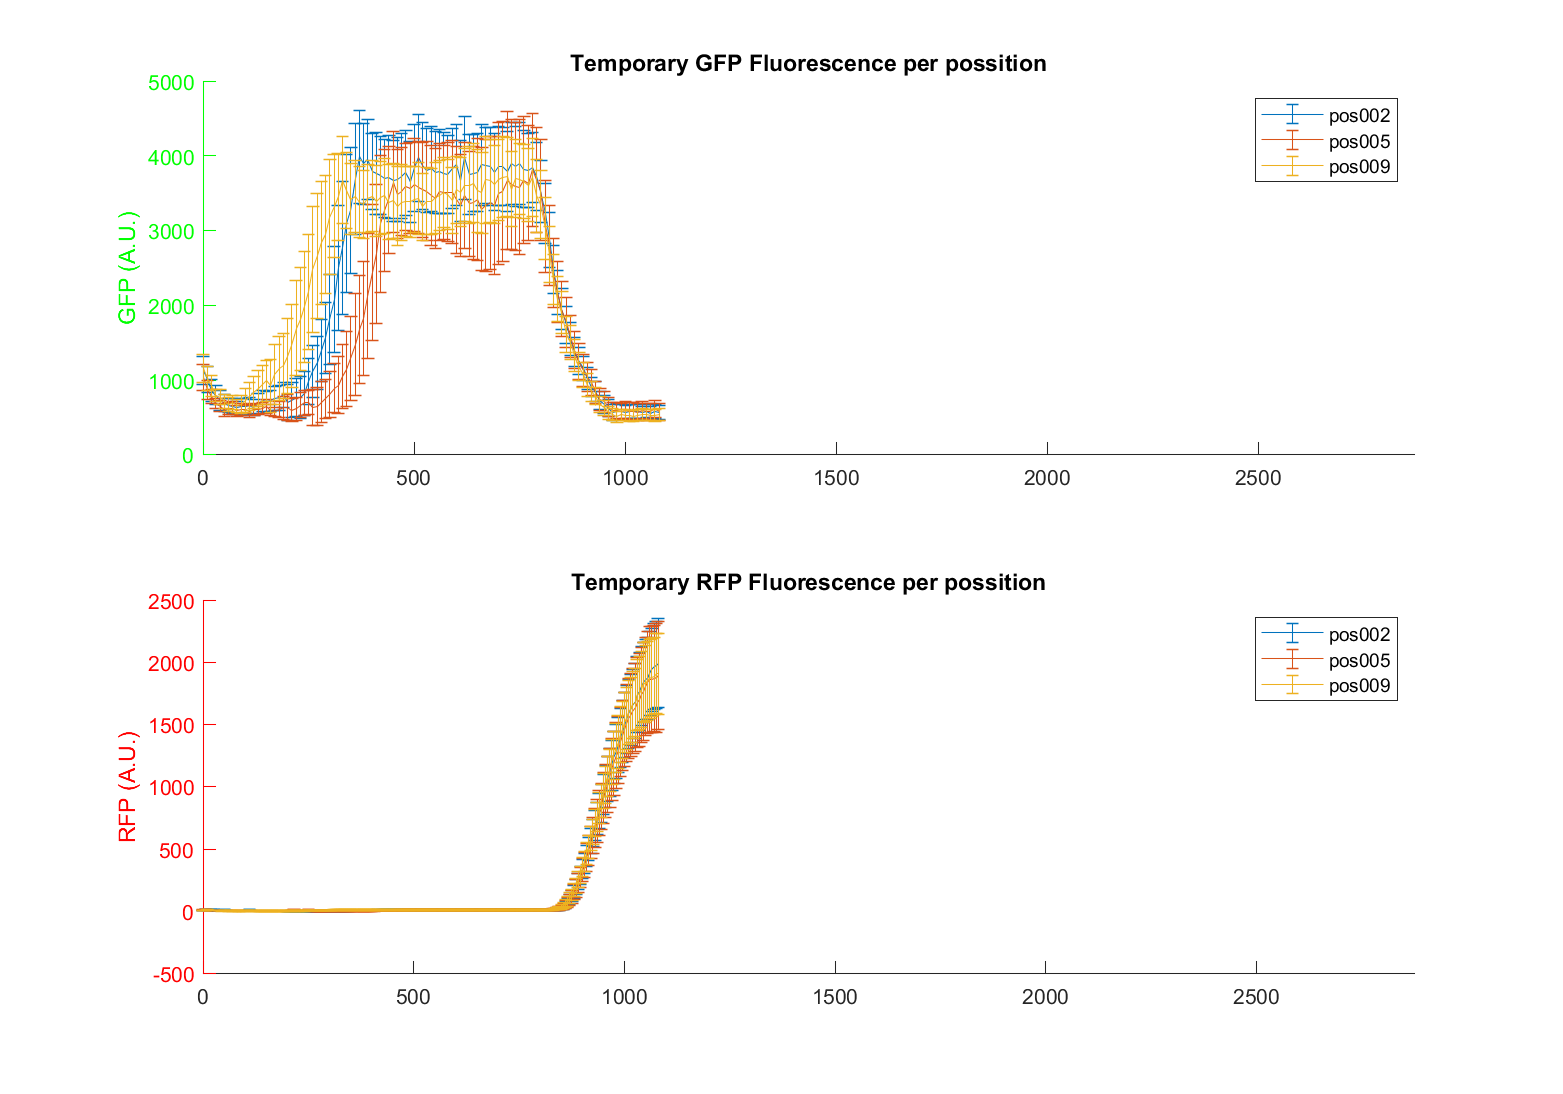 Temporary GFP Fluorescence per possition
5000
4000
3000
2000
1000
0
GFP (A.U.)
pos002
pos005
pos009
0 500 1000 1500 2000 2500
Temporary RFP Fluorescence per possition
2500
2000
1500
1000
500
0
-500
RFP (A.U.)
pos002
pos005
pos009
0 500 1000 1500 2000 2500